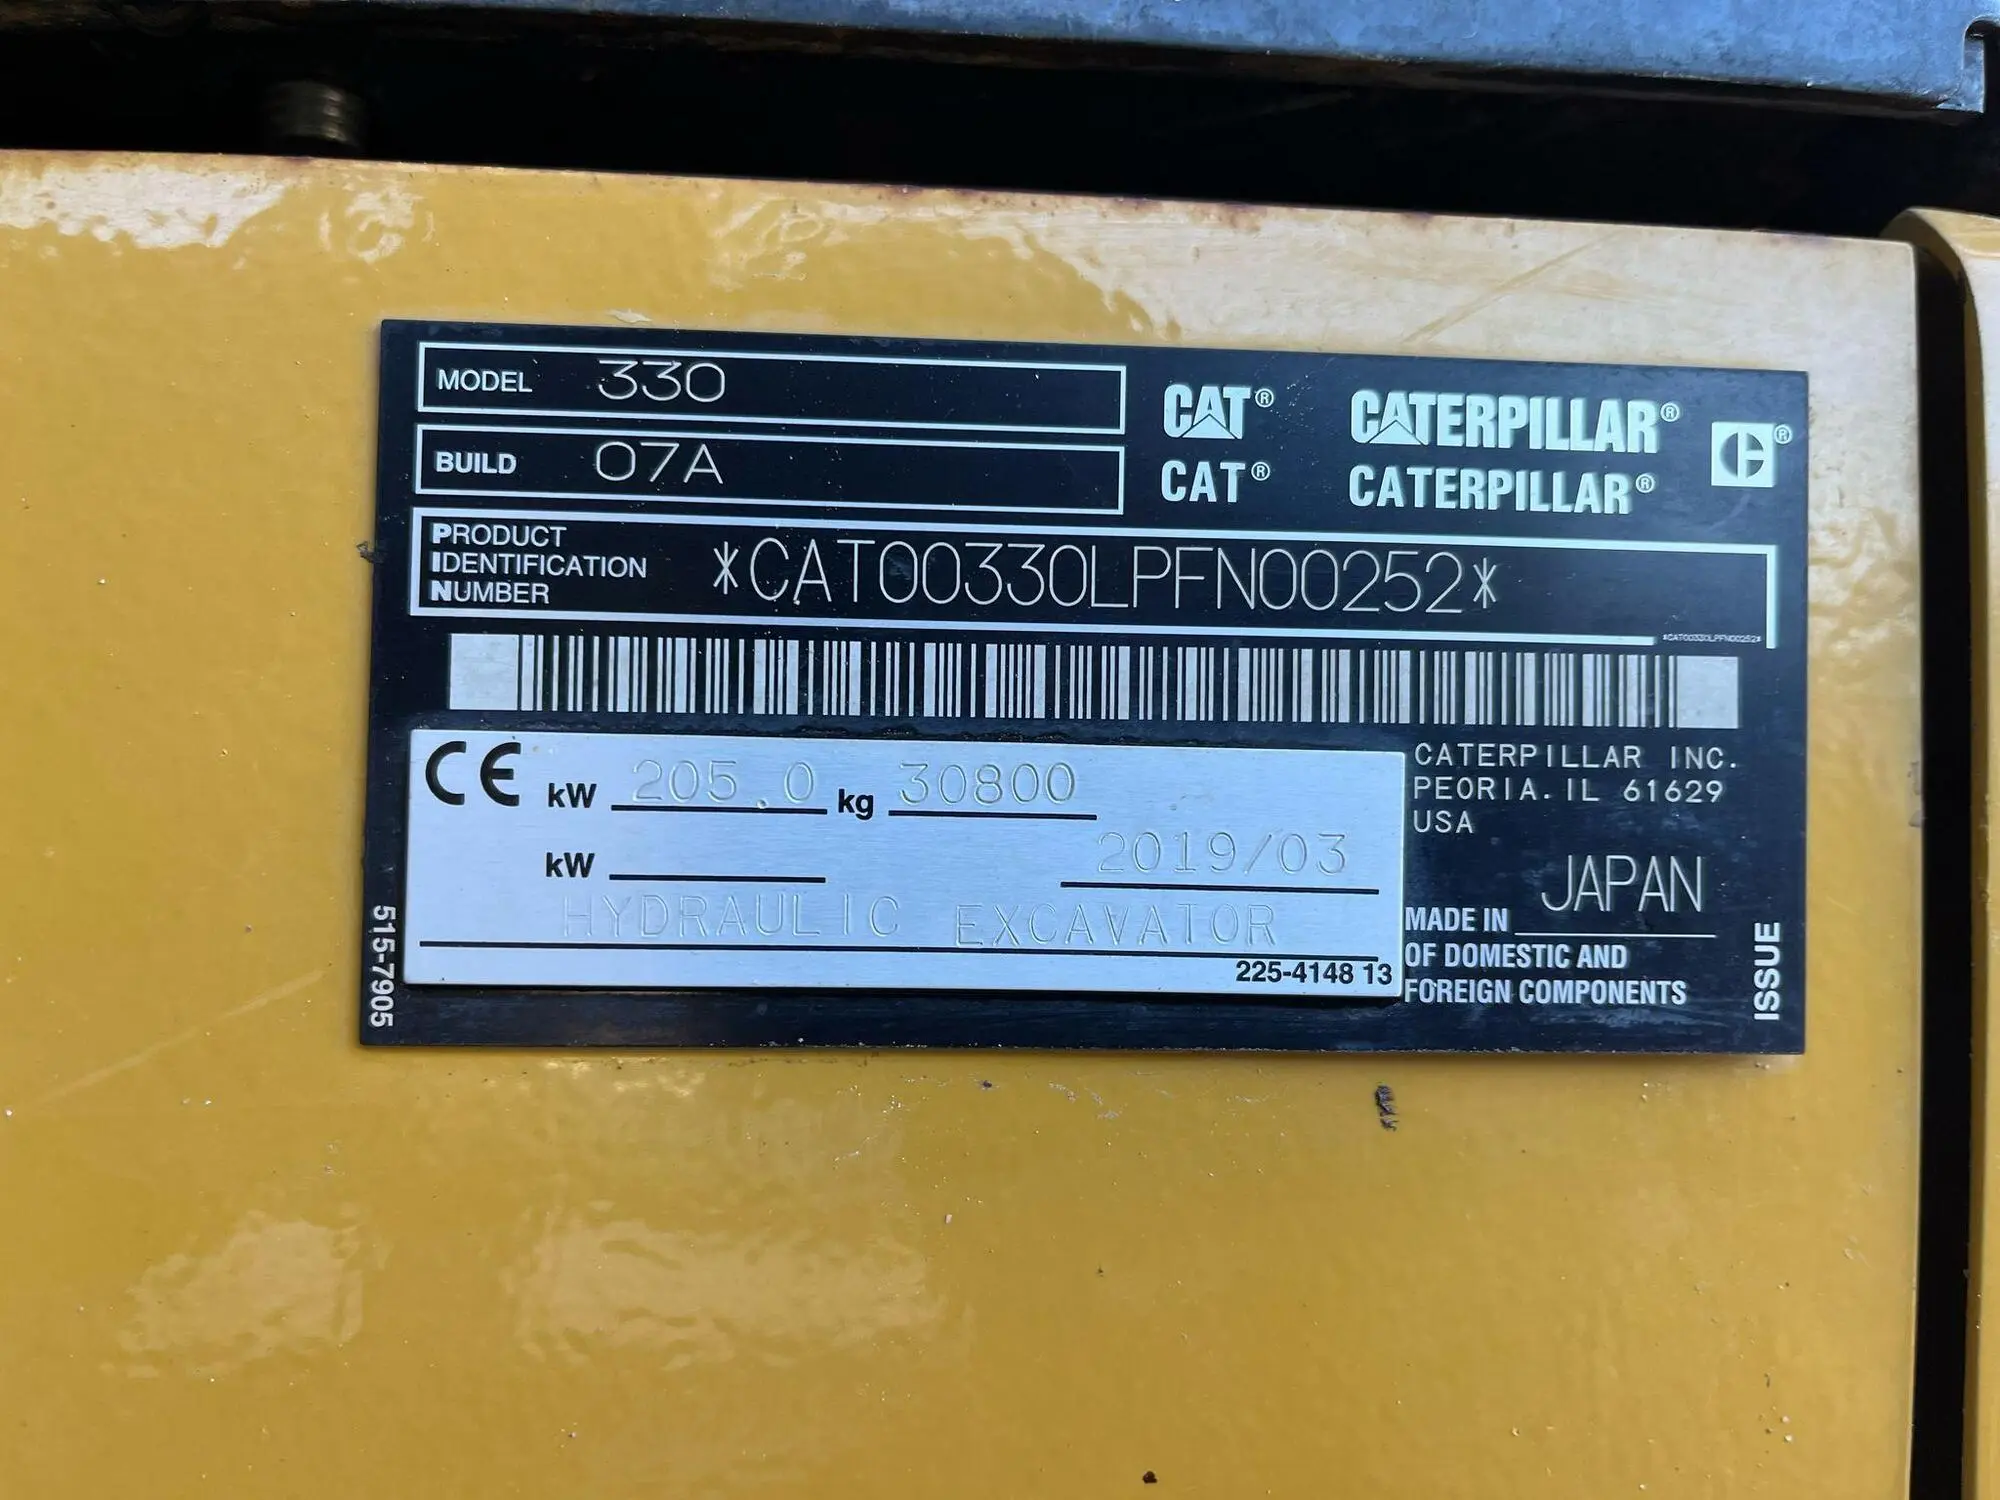 MODEL 330
BUILD 07A
CAT® CATERPILLAR®
CAT® CATERPILLAR®
PRODUCT
IDENTIFICATION
NUMBER
*CAT00330LPFN00252*
*CAT00330LPFN00252*
CE kW 205.0 kg 30800
kW 2019/03
HYDRAULIC EXCAVATOR
225-4148 13
CATERPILLAR INC.
PEORIA. IL 61629
USA
MADE IN JAPAN
OF DOMESTIC AND
FOREIGN COMPONENTS
515-7905
ISSUE